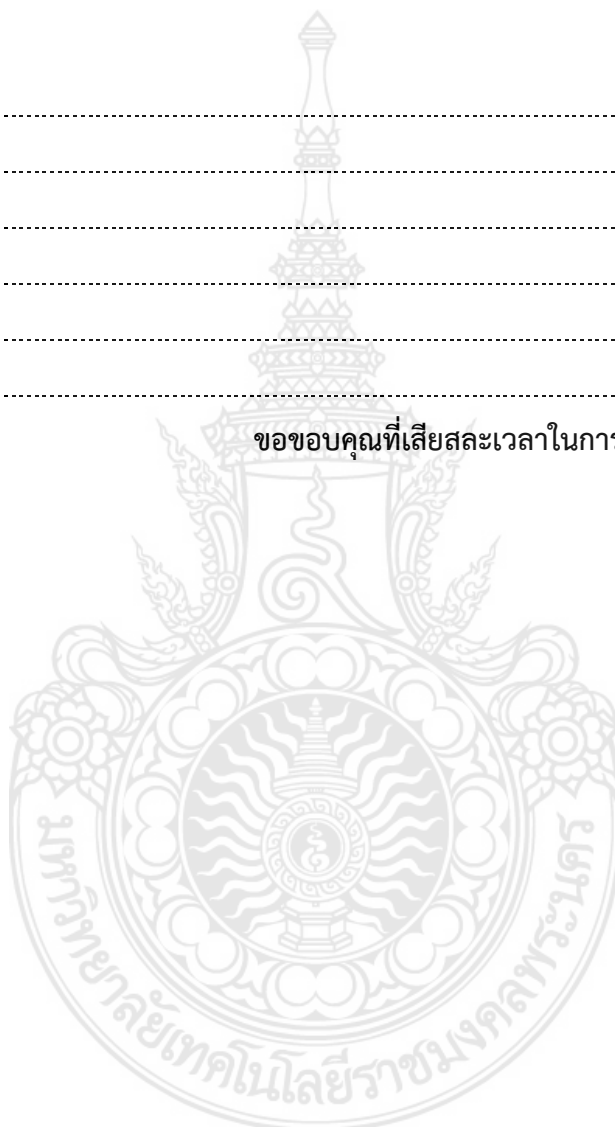 ขอขอบคุณที่เสียสละเวลาในการ
มหาวิทยาลัยเทคโนโลยีราชมงคลพระนคร